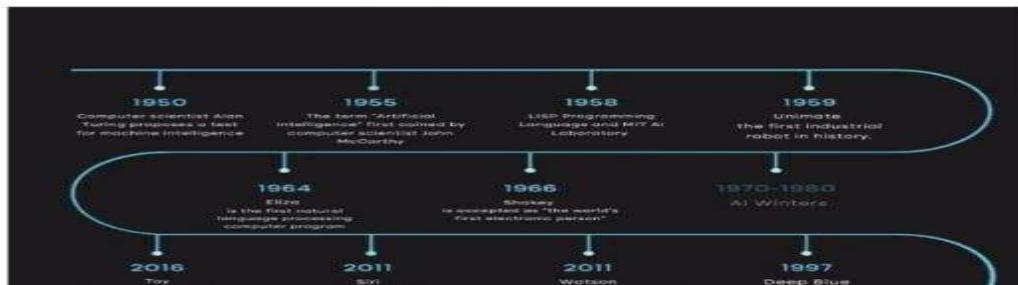 1950
Computer scientist Alan
Turing proposes a test
for machine intelligence
1955
The term "Artificial
Intelligence" first coined by
computer scientist John
McCarthy
1958
LISP Programming
Language and MIT AI
Laboratory
1959
Unimate
the first industrial
robot in history.
1964
Eliza
is the first natural
language processing
computer program
1966
Shakey
is accepted as "the world's
first electronic person"
1970-1980
AI Winters
2016
Tay
2011
Siri
2011
Watson
1997
Deep Blue